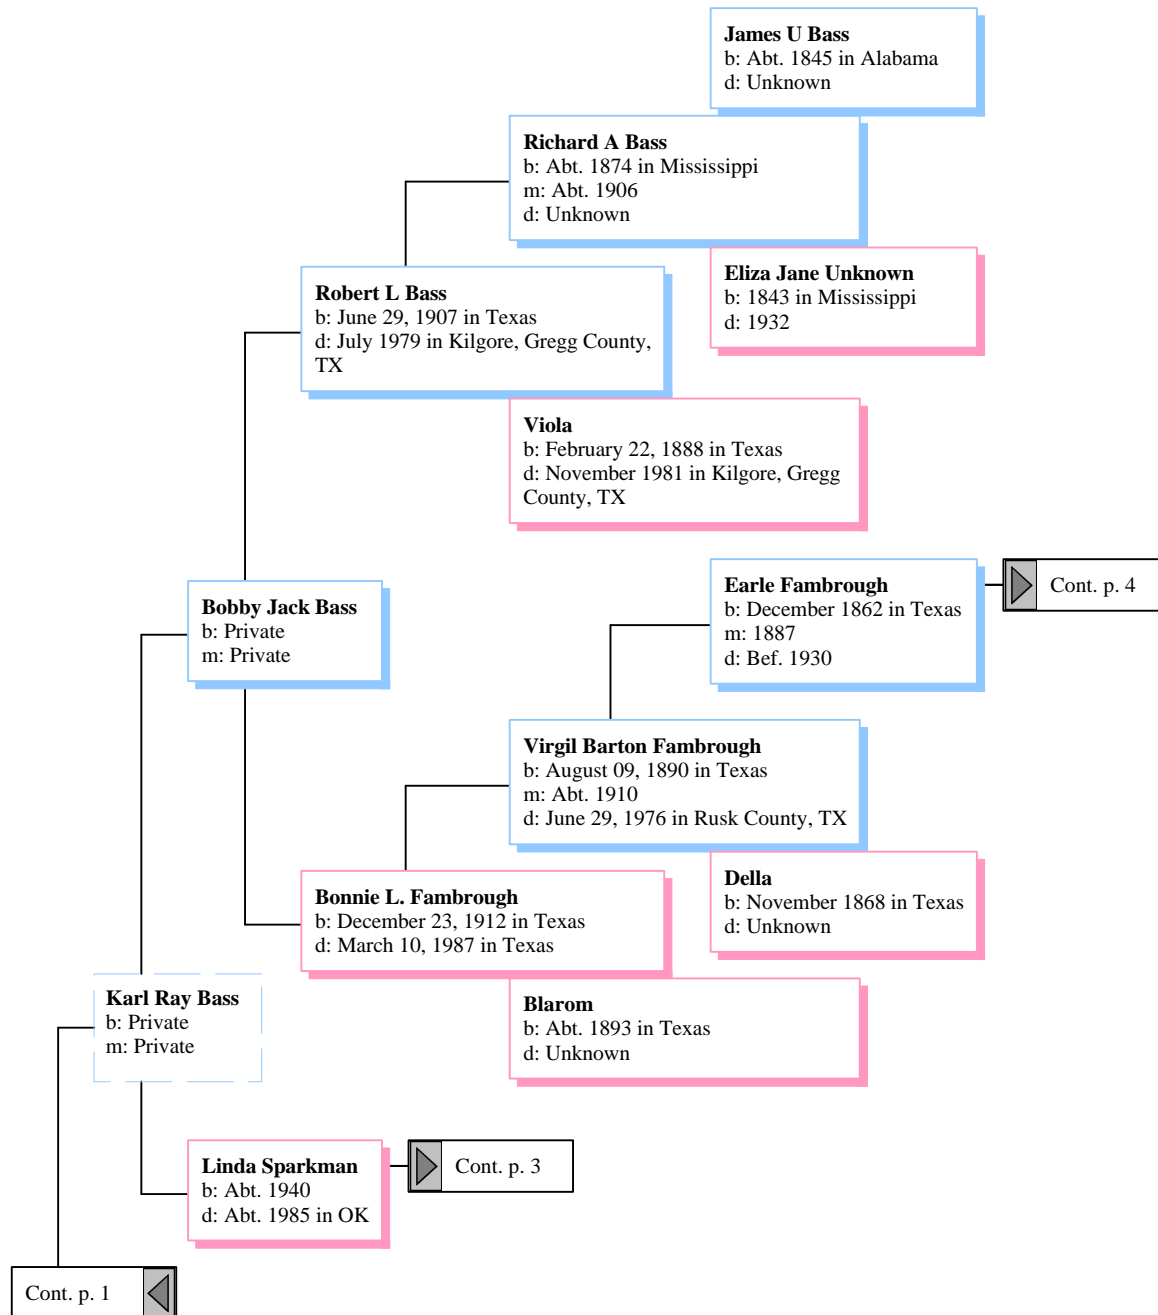 James U Bass
b: Abt. 1845 in Alabama
d: Unknown
Richard A Bass
b: Abt. 1874 in Mississippi
m: Abt. 1906
d: Unknown
Eliza Jane Unknown
b: 1843 in Mississippi
d: 1932
Robert L Bass
b: June 29, 1907 in Texas
d: July 1979 in Kilgore, Gregg County,
TX
Viola
b: February 22, 1888 in Texas
d: November 1981 in Kilgore, Gregg
County, TX
Earle Fambrough
b: December 1862 in Texas
m: 1887
d: Bef. 1930
Cont. p. 4
Bobby Jack Bass
b: Private
m: Private
Virgil Barton Fambrough
b: August 09, 1890 in Texas
m: Abt. 1910
d: June 29, 1976 in Rusk County, TX
Della
b: November 1868 in Texas
d: Unknown
Bonnie L. Fambrough
b: December 23, 1912 in Texas
d: March 10, 1987 in Texas
Blarom
b: Abt. 1893 in Texas
d: Unknown
Karl Ray Bass
b: Private
m: Private
Linda Sparkman
b: Abt. 1940
d: Abt. 1985 in OK
Cont. p. 3
Cont. p. 1